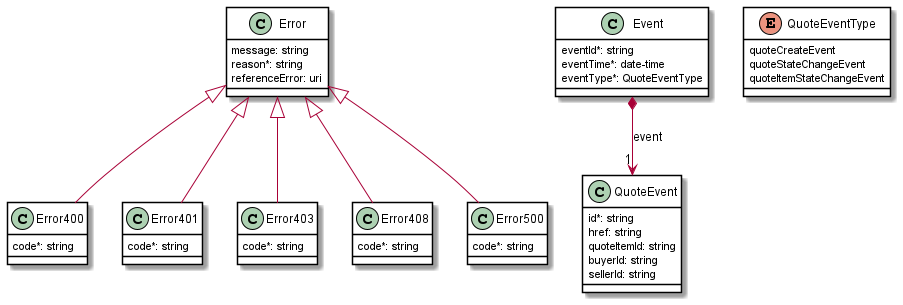 C Error
message: string
reason*: string
referenceError: uri
C Event
eventId*: string
eventTime*: date-time
eventType*: QuoteEventType
E QuoteEventType
quoteCreateEvent
quoteStateChangeEvent
quoteItemStateChangeEvent
event
1
C Error400
code*: string
C Error401
code*: string
C Error403
code*: string
C Error408
code*: string
C Error500
code*: string
C QuoteEvent
id*: string
href: string
quoteItemId: string
buyerId: string
sellerId: string